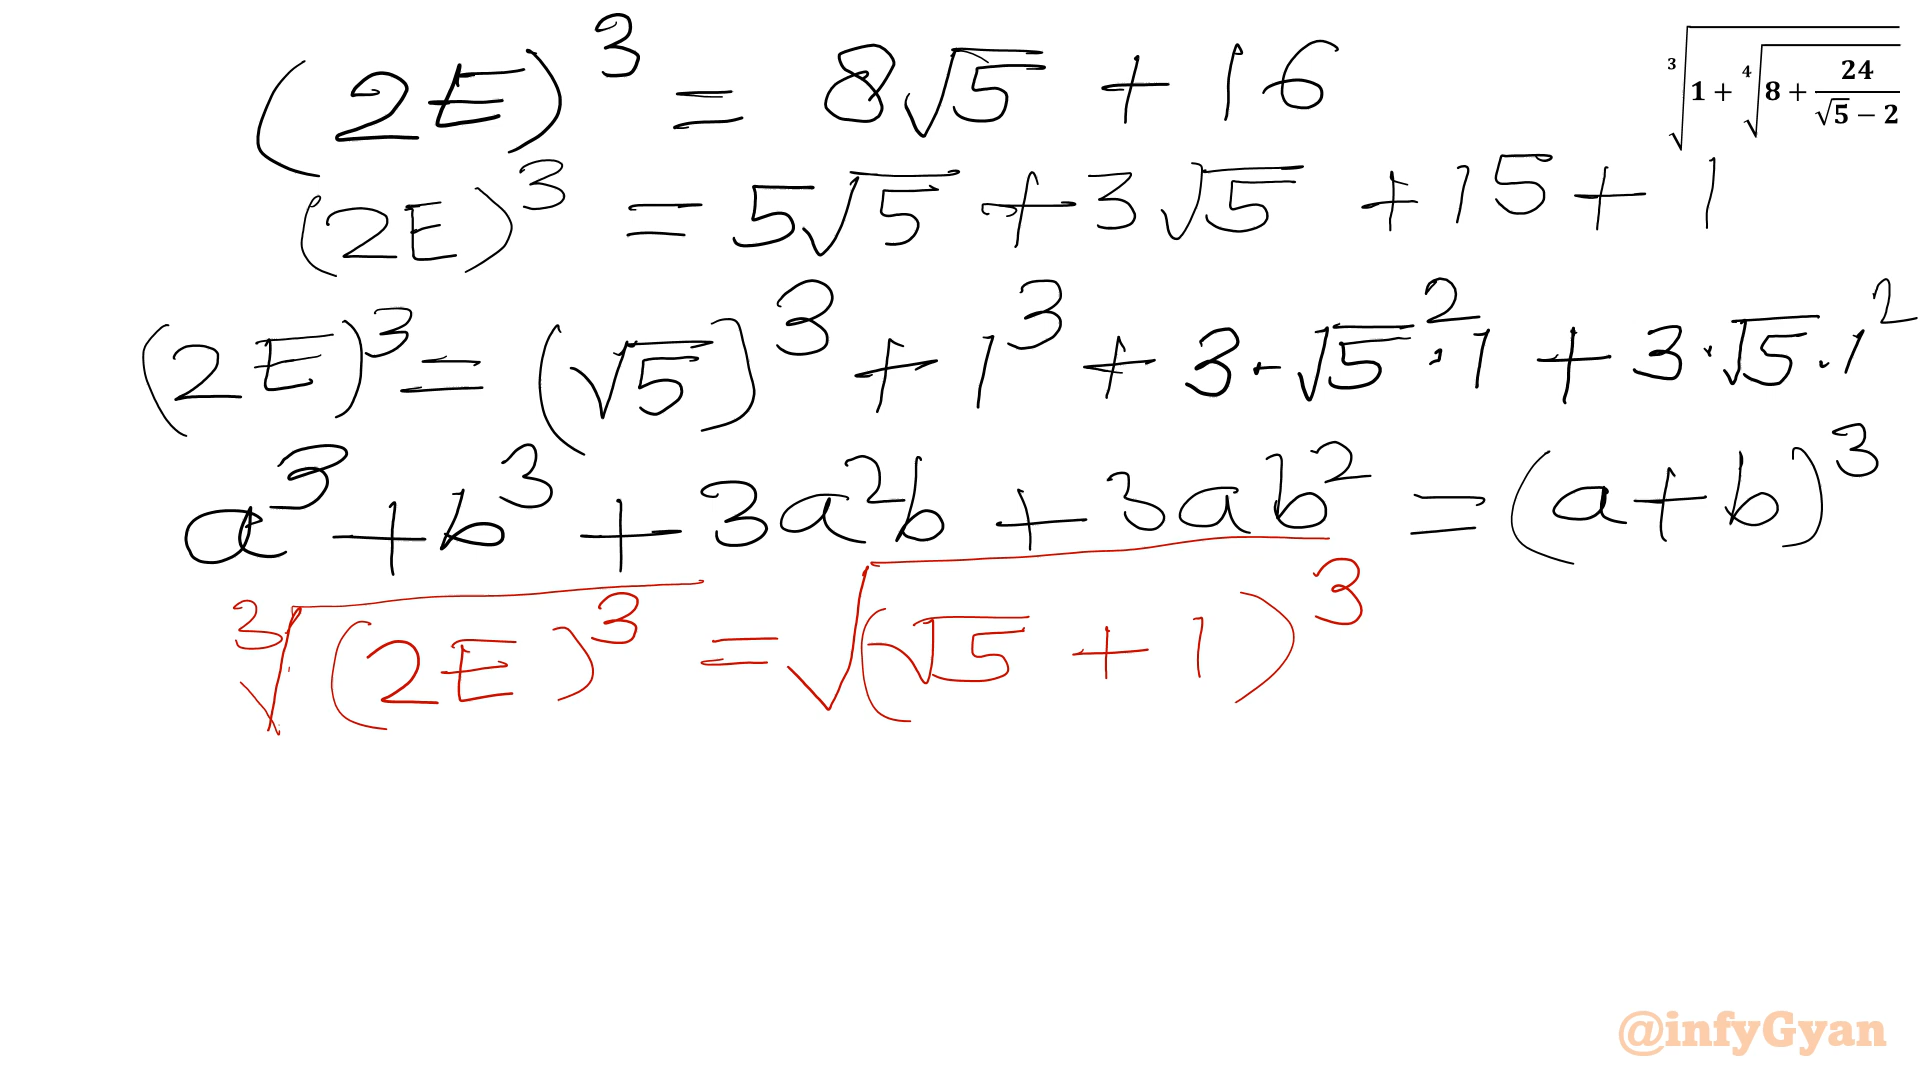 (2E)³ = 8√5 + 16
∛(1 + ∜(8 + 24/(√5 − 2)))
(2E)³ = 5√5 + 3√5 + 15 + 1
(2E)³ = (√5)³ + 1³ + 3·√5²·1 + 3·√5·1²
a³ + b³ + 3a²b + 3ab² = (a+b)³
∛(2E)³ = √(√5 + 1)³
@infyGyan